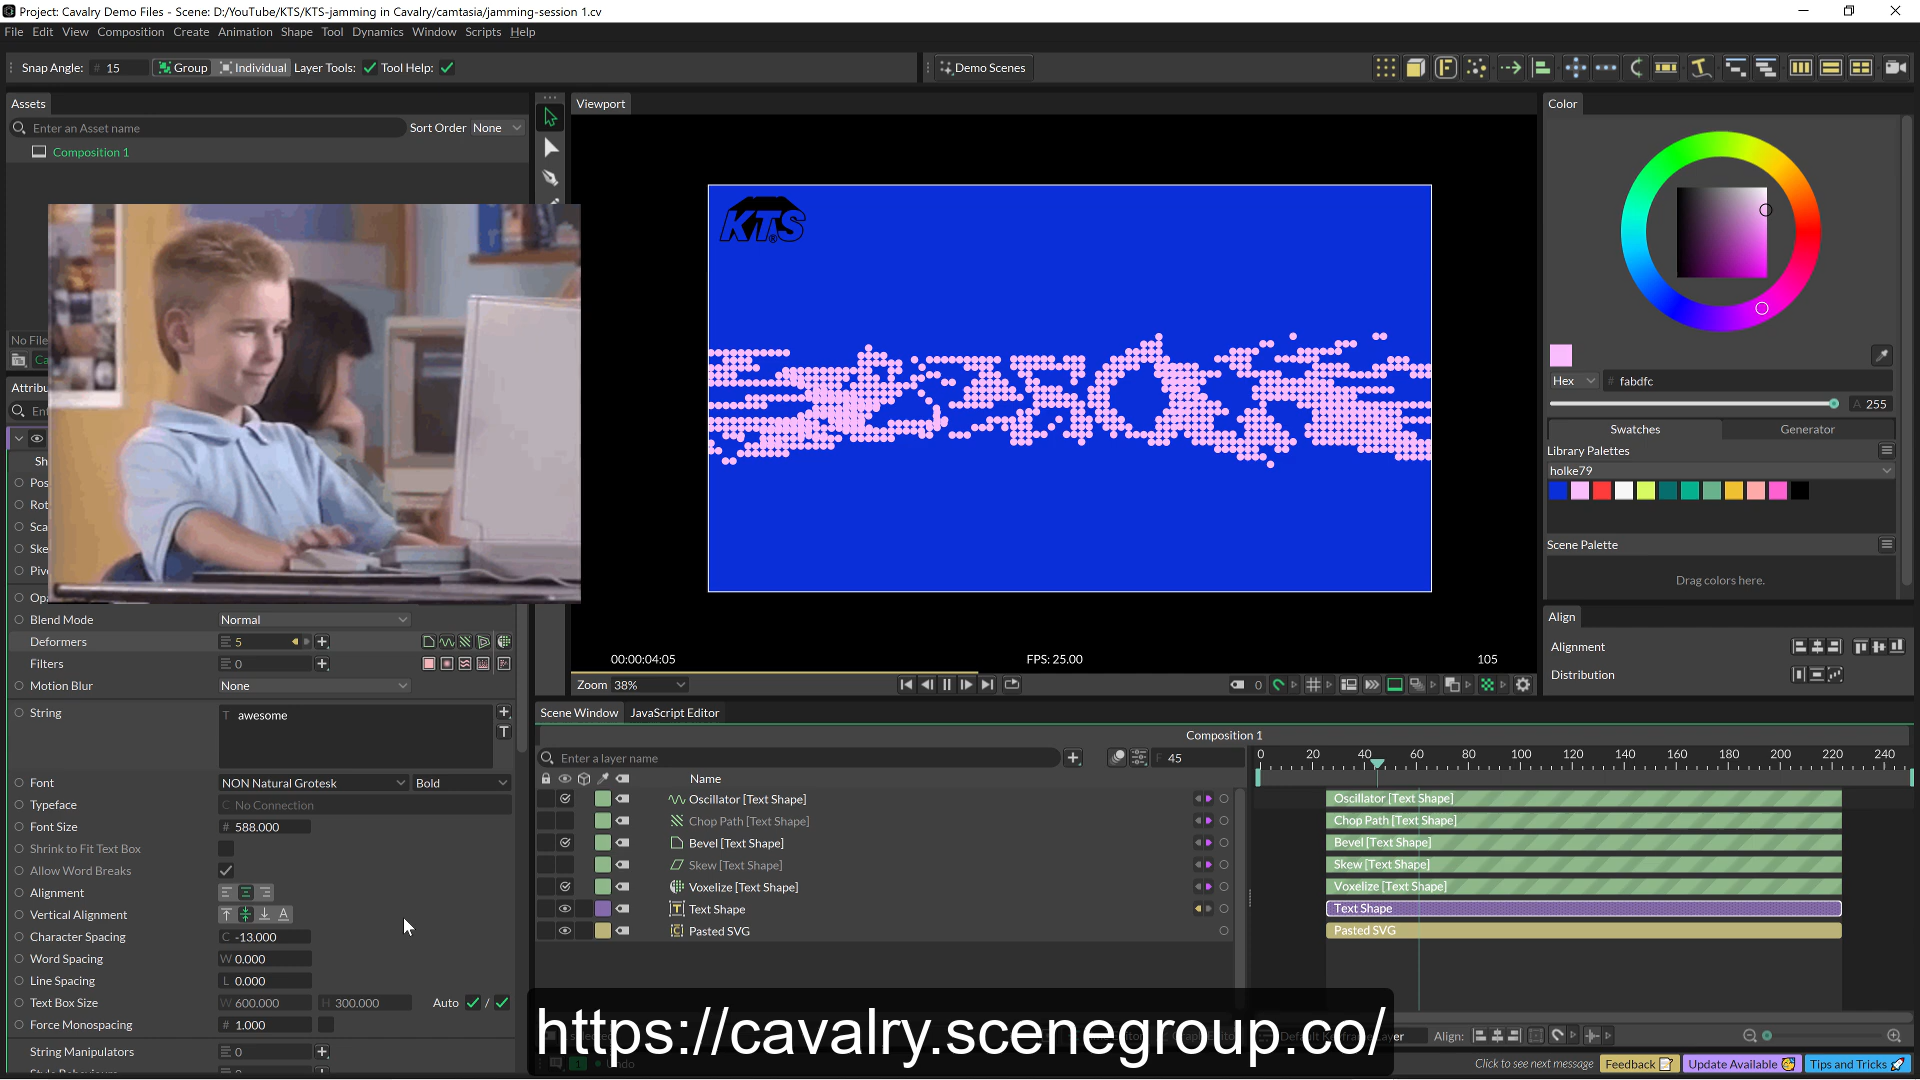 Project: Cavalry Demo Files - Scene: D:/YouTube/KTS/KTS-jamming in Cavalry/camtasia/jamming-session 1.cv
File Edit View Composition Create Animation Shape Tool Dynamics Window Scripts Help
Snap Angle: # 15 Group Individual Layer Tools: Tool Help: Demo Scenes
Assets
Enter an Asset name Sort Order None
Composition 1
Viewport
KTS
Color
Hex # fabdfc
A 255
Swatches Generator
Library Palettes
holke79
Scene Palette
Drag colors here.
Align
Alignment
Distribution
No File
Attribu
Blend Mode Normal
Deformers 5
Filters 0
Motion Blur None
String T awesome
Font NON Natural Grotesk Bold
Typeface C No Connection
Font Size # 588.000
Shrink to Fit Text Box
Allow Word Breaks
Alignment
Vertical Alignment
Character Spacing C -13.000
Word Spacing W 0.000
Line Spacing L 0.000
Text Box Size W 600.000 H 300.000 Auto /
Force Monospacing # 1.000
String Manipulators 0
00:00:04:05 FPS: 25.00 105
Zoom 38% 0
Scene Window JavaScript Editor
Composition 1
Enter a layer name F 45
0 20 40 60 80 100 120 140 160 180 200 220 240
Name
Oscillator [Text Shape] Oscillator [Text Shape]
Chop Path [Text Shape] Chop Path [Text Shape]
Bevel [Text Shape] Bevel [Text Shape]
Skew [Text Shape] Skew [Text Shape]
Voxelize [Text Shape] Voxelize [Text Shape]
Text Shape Text Shape
Pasted SVG Pasted SVG
https://cavalry.scenegroup.co/
Align:
Click to see next message Feedback Update Available Tips and Tricks